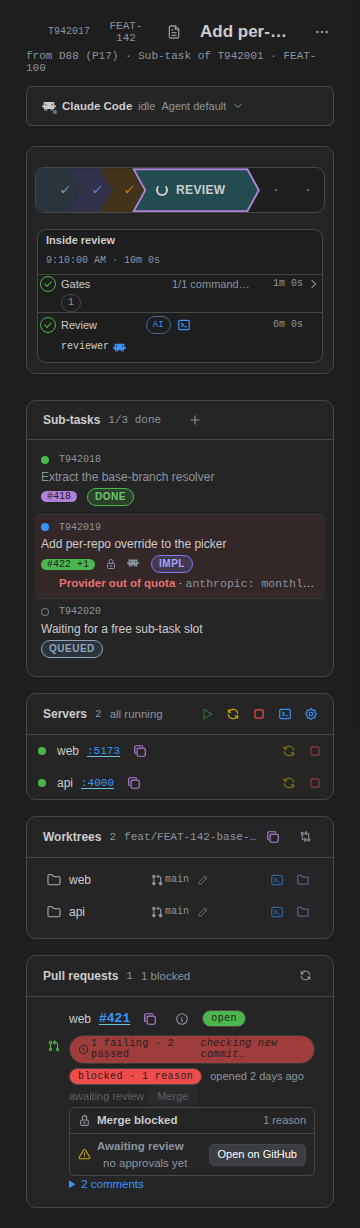 T942017 FEAT-142 Add per-…
from D88 (P17) · Sub-task of T942001 · FEAT-100
Claude Code idle Agent default
REVIEW
Inside review
9:10:00 AM · 10m 0s
Gates 1/1 command… 1m 0s
1
Review AI 6m 0s
reviewer
Sub-tasks 1/3 done
T942018
Extract the base-branch resolver
#418 DONE
T942019
Add per-repo override to the picker
#422 +1 IMPL
Provider out of quota · anthropic: monthl…
T942020
Waiting for a free sub-task slot
QUEUED
Servers 2 all running
web :5173
api :4000
Worktrees 2 feat/FEAT-142-base-…
web main
api main
Pull requests 1 1 blocked
web #421 open
1 failing · 2 passed checking new commit…
blocked · 1 reason opened 2 days ago
awaiting review Merge
Merge blocked 1 reason
Awaiting review
no approvals yet
Open on GitHub
2 comments